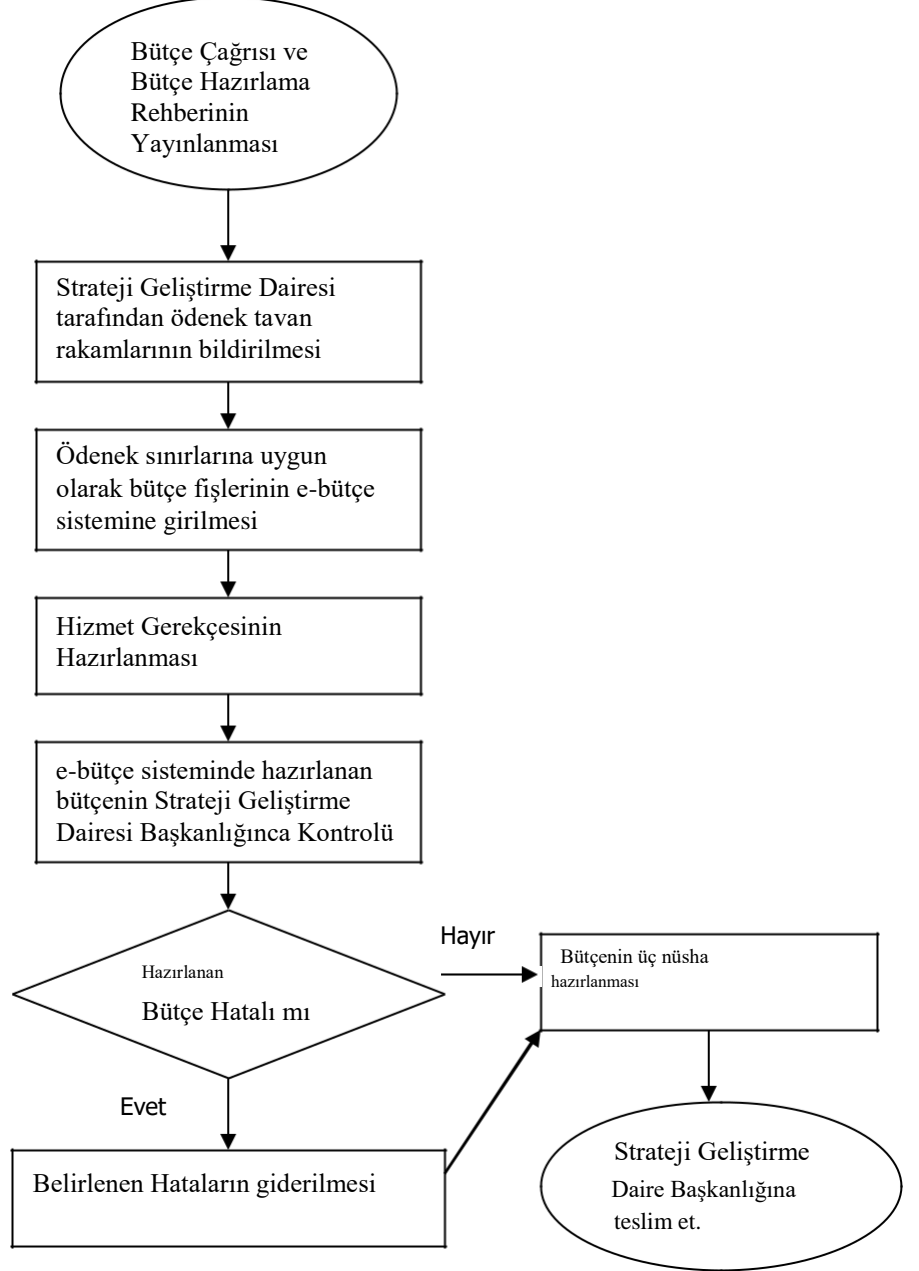 Bütçe Çağrısı ve
Bütçe Hazırlama
Rehberinin
Yayınlanması
Strateji Geliştirme Dairesi
tarafından ödenek tavan
rakamlarının bildirilmesi
Ödenek sınırlarına uygun
olarak bütçe fişlerinin e-bütçe
sistemine girilmesi
Hizmet Gerekçesinin
Hazırlanması
e-bütçe sisteminde hazırlanan
bütçenin Strateji Geliştirme
Dairesi Başkanlığınca Kontrolü
Hazırlanan
Bütçe Hatalı mı
Hayır
Bütçenin üç nüsha
hazırlanması
Evet
Belirlenen Hataların giderilmesi
Strateji Geliştirme
Daire Başkanlığına
teslim et.